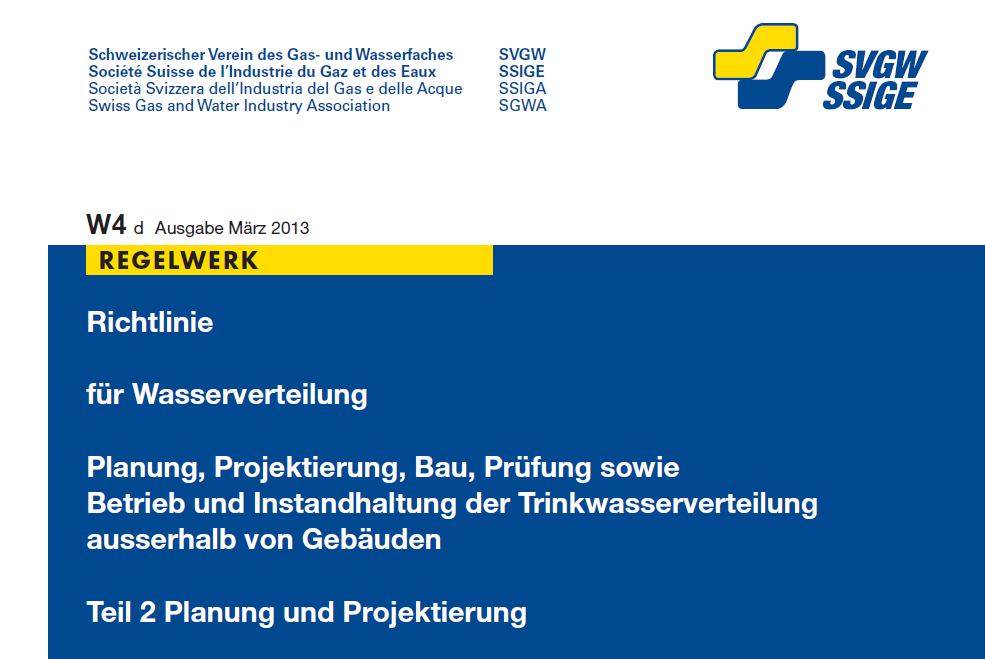 Schweizerischer Verein des Gas- und Wasserfaches SVGW
Société Suisse de l'Industrie du Gaz et des Eaux SSIGE
Società Svizzera dell'Industria del Gas e delle Acque SSIGA
Swiss Gas and Water Industry Association SGWA
SVGW
SSIGE
W4 d Ausgabe März 2013
REGELWERK
Richtlinie
für Wasserverteilung
Planung, Projektierung, Bau, Prüfung sowie
Betrieb und Instandhaltung der Trinkwasserverteilung
ausserhalb von Gebäuden
Teil 2 Planung und Projektierung